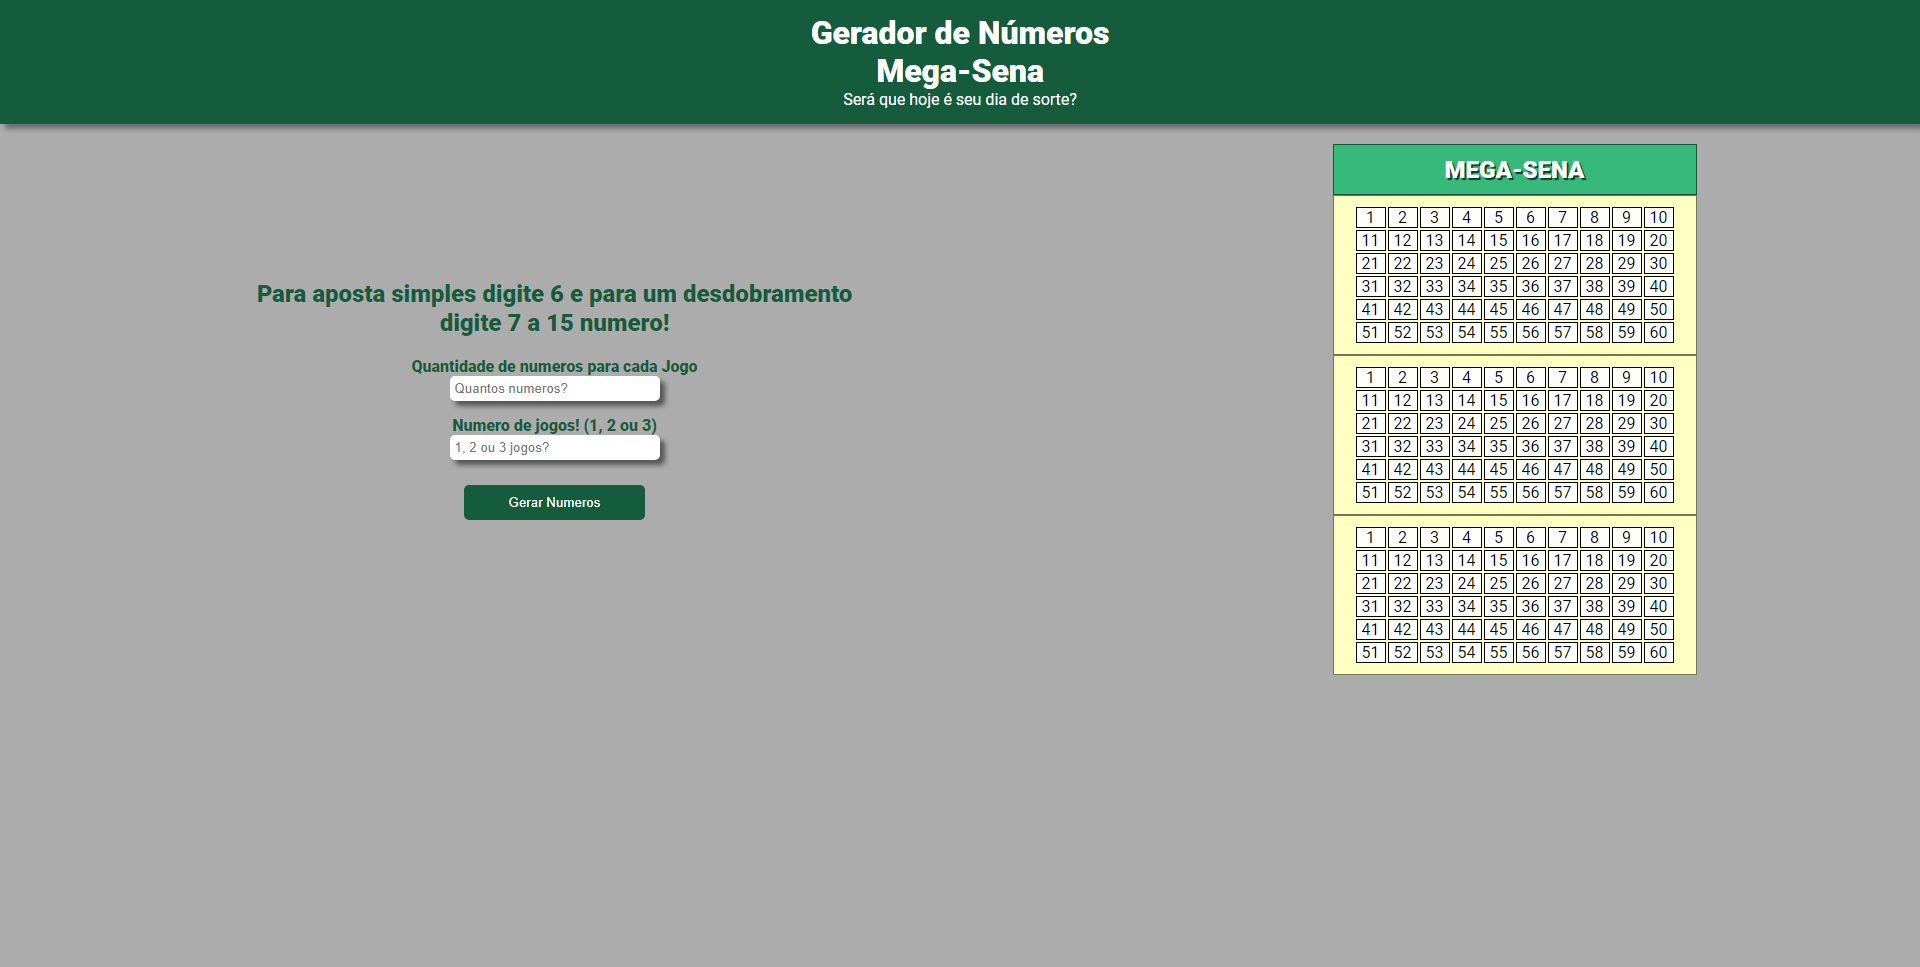 Gerador de Números
Mega-Sena
Será que hoje é seu dia de sorte?
Para aposta simples digite 6 e para um desdobramento
digite 7 a 15 numero!
Quantidade de numeros para cada Jogo
Quantos numeros?
Numero de jogos! (1, 2 ou 3)
1, 2 ou 3 jogos?
Gerar Numeros
MEGA-SENA
1 2 3 4 5 6 7 8 9 10
11 12 13 14 15 16 17 18 19 20
21 22 23 24 25 26 27 28 29 30
31 32 33 34 35 36 37 38 39 40
41 42 43 44 45 46 47 48 49 50
51 52 53 54 55 56 57 58 59 60
1 2 3 4 5 6 7 8 9 10
11 12 13 14 15 16 17 18 19 20
21 22 23 24 25 26 27 28 29 30
31 32 33 34 35 36 37 38 39 40
41 42 43 44 45 46 47 48 49 50
51 52 53 54 55 56 57 58 59 60
1 2 3 4 5 6 7 8 9 10
11 12 13 14 15 16 17 18 19 20
21 22 23 24 25 26 27 28 29 30
31 32 33 34 35 36 37 38 39 40
41 42 43 44 45 46 47 48 49 50
51 52 53 54 55 56 57 58 59 60